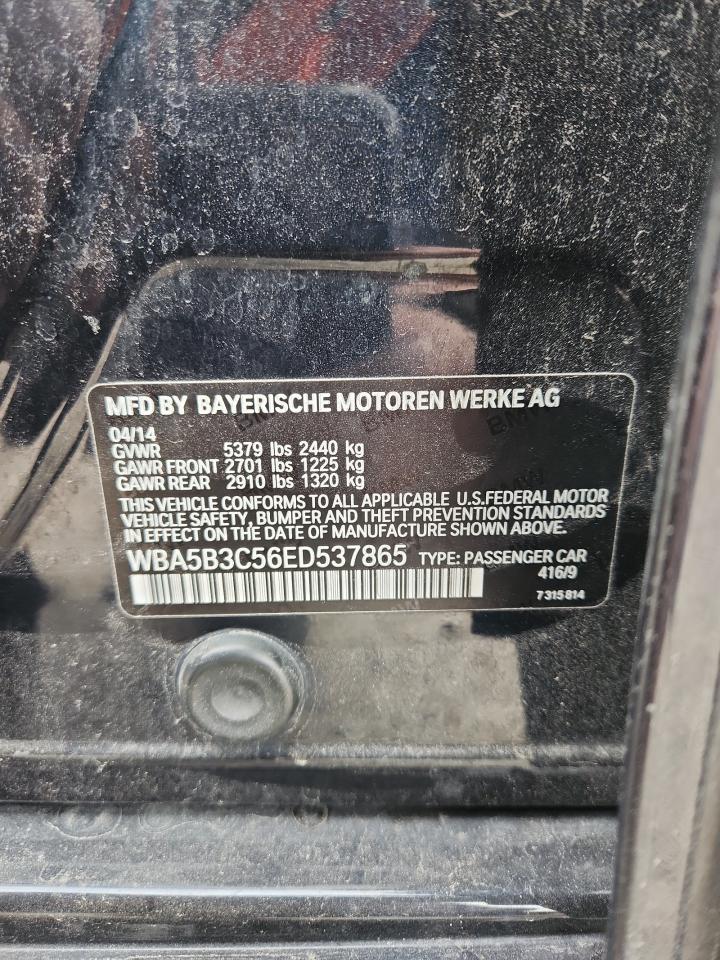 MFD BY BAYERISCHE MOTOREN WERKE AG
04/14
GVWR 5379 lbs 2440 kg
GAWR FRONT 2701 lbs 1225 kg
GAWR REAR 2910 lbs 1320 kg
THIS VEHICLE CONFORMS TO ALL APPLICABLE U.S.FEDERAL MOTOR
VEHICLE SAFETY, BUMPER AND THEFT PREVENTION STANDARDS
IN EFFECT ON THE DATE OF MANUFACTURE SHOWN ABOVE.
WBA5B3C56ED537865 TYPE: PASSENGER CAR
416/9
7315814